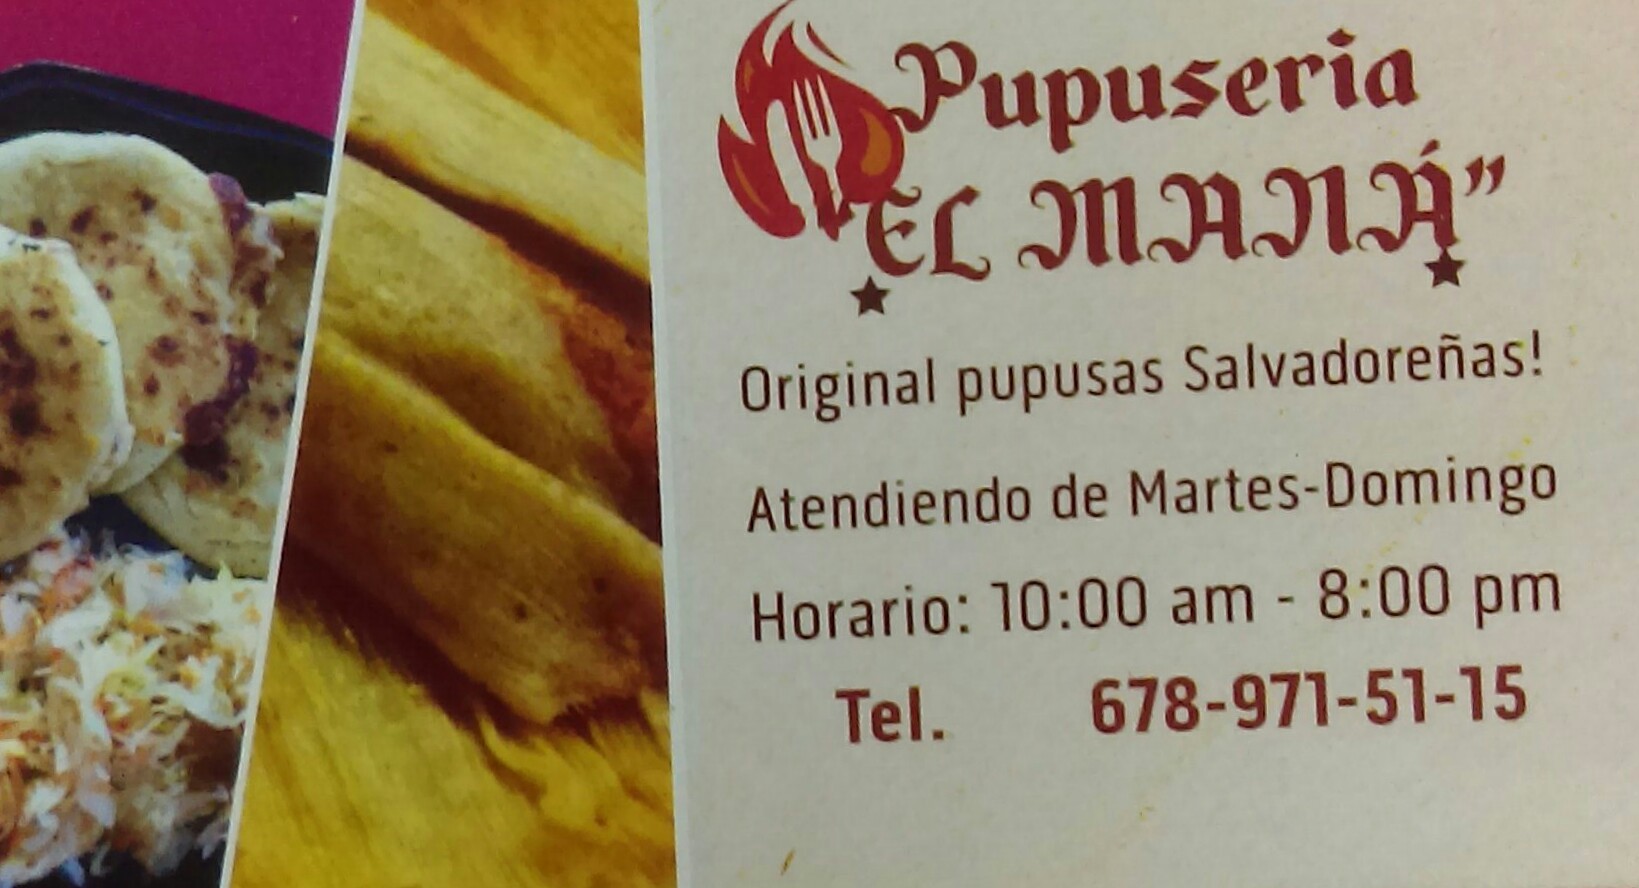 Pupuseria
EL MANÁ"
Original pupusas Salvadoreñas!
Atendiendo de Martes-Domingo
Horario: 10:00 am - 8:00 pm
Tel. 678-971-51-15